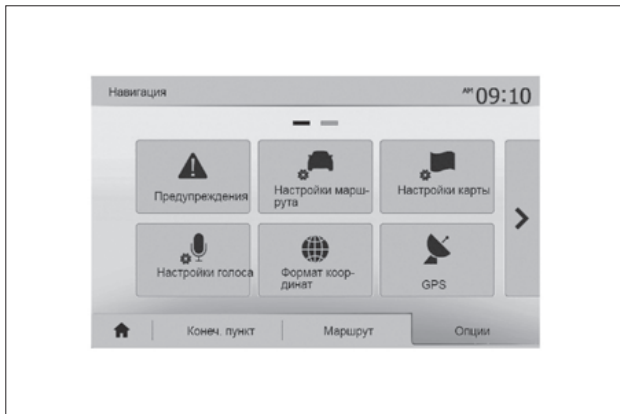 Навигация
AM 09:10
Предупреждения
Настройки марш-
рута
Настройки карты
Настройки голоса
Формат коор-
динат
GPS
Конеч. пункт
Маршрут
Опции